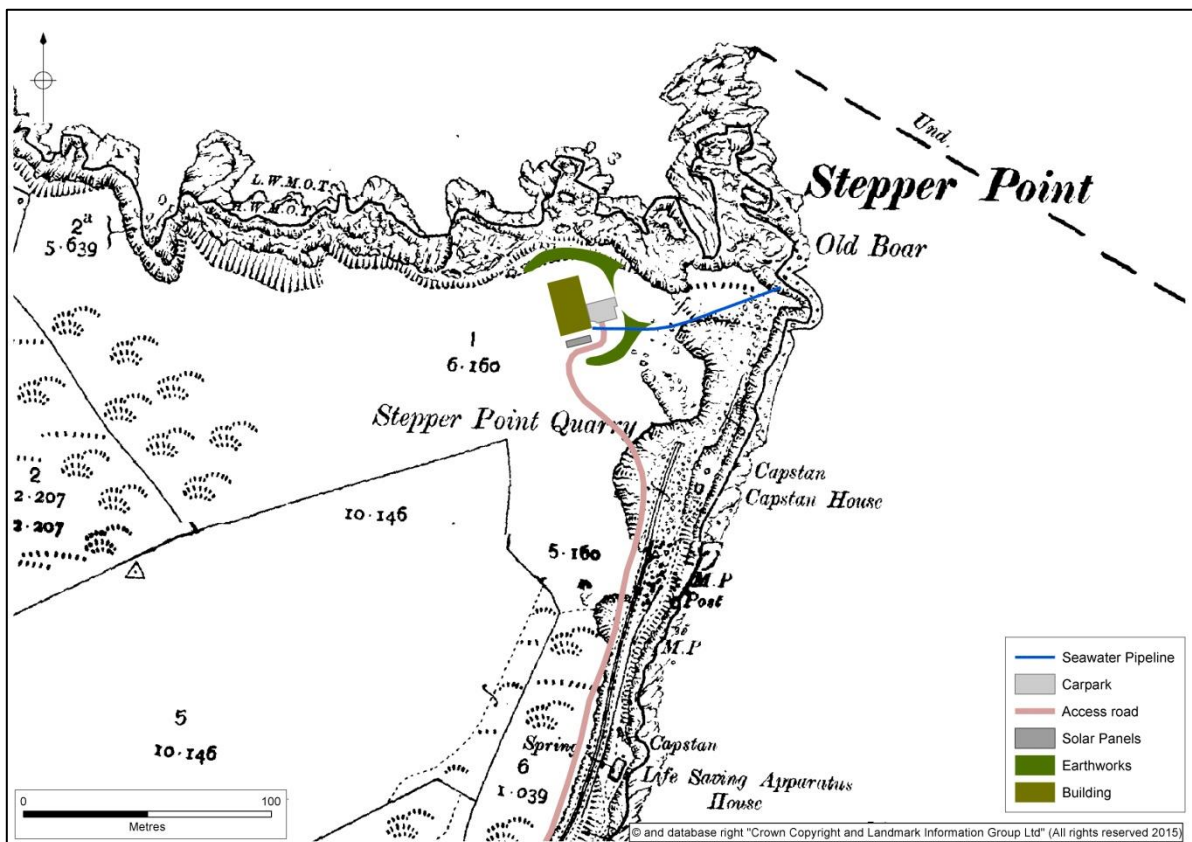 Und.
Stepper Point
Old Boar
L.W.M.O.T.
H.W.M.O.T.
2a
5·639
1
6·160
Stepper Point Quarry
2
2·207
2·207
10·146
5·160
Capstan
Capstan House
M.P
Post
M.P
5
10·146
Spring
6
1·039
Capstan
Life Saving Apparatus
House
0 100
Metres
Seawater Pipeline
Carpark
Access road
Solar Panels
Earthworks
Building
© and database right "Crown Copyright and Landmark Information Group Ltd" (All rights reserved 2015)